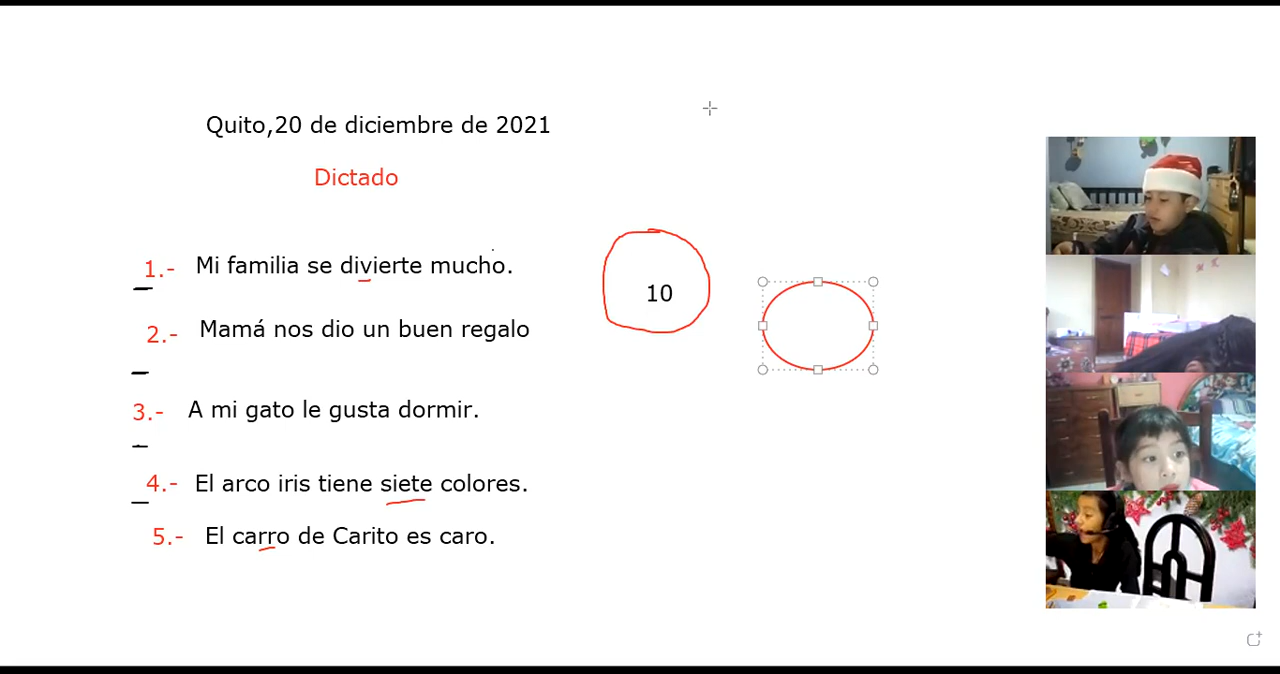 Quito,20 de diciembre de 2021
Dictado
1.- Mi familia se divierte mucho.
10
2.- Mamá nos dio un buen regalo
3.- A mi gato le gusta dormir.
4.- El arco iris tiene siete colores.
5.- El carro de Carito es caro.